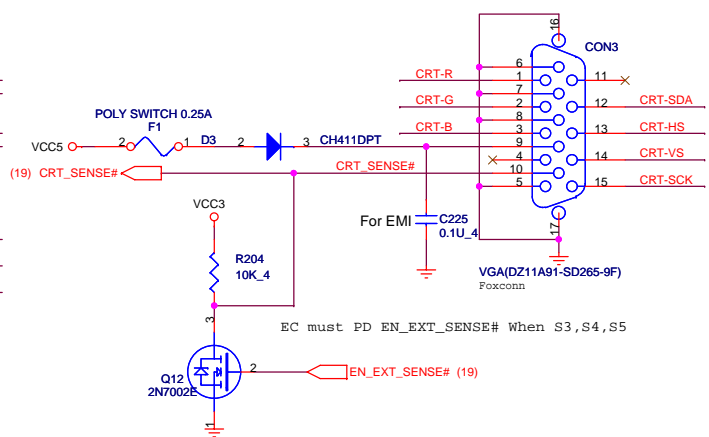 16
CON3
6
CRT-R
1
11
7
CRT-G
2
12
CRT-SDA
POLY SWITCH 0.25A
8
F1
D3
CRT-B
3
13
CRT-HS
VCC5
2
1
2
3
CH411DPT
9
4
14
CRT-VS
(19)
CRT_SENSE#
CRT_SENSE#
10
5
15
CRT-SCK
VCC3
For EMI
C225
0.1U_4
17
R204
10K_4
VGA(DZ11A91-SD265-9F)
Foxconn
3
EC must PD EN_EXT_SENSE# When S3,S4,S5
Q12
2N7002E
2
EN_EXT_SENSE# (19)
1